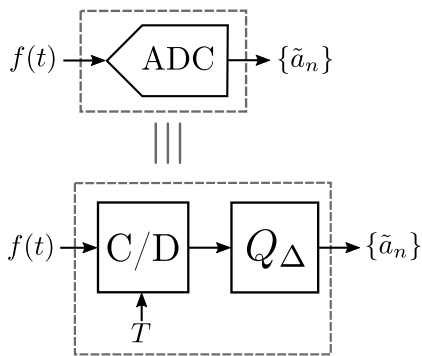 f(t) ADC {ã_n}
f(t) C/D Q_Δ {ã_n}
T